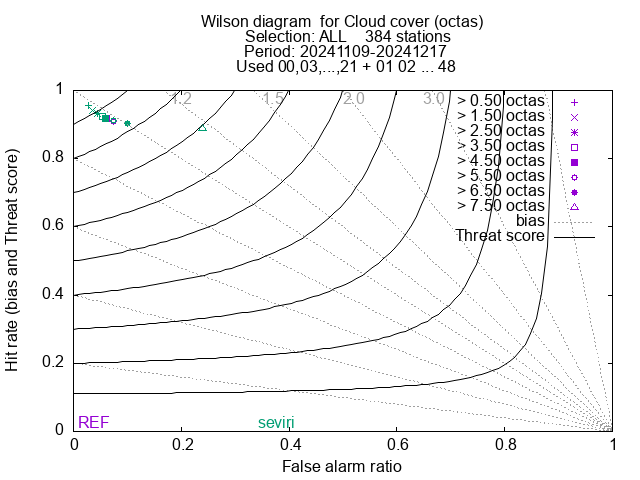 Wilson diagram  for Cloud cover (octas)
Selection: ALL    384 stations
Period: 20241109-20241217
Used 00,03,...,21 + 01 02 ... 48
1
0.8
0.6
0.4
0.2
0
Hit rate (bias and Threat score)
1.2
1.5
2.0
3.0
> 0.50 octas
> 1.50 octas
> 2.50 octas
> 3.50 octas
> 4.50 octas
> 5.50 octas
> 6.50 octas
> 7.50 octas
bias
Threat score
REF
seviri
0
0.2
0.4
0.6
0.8
1
False alarm ratio